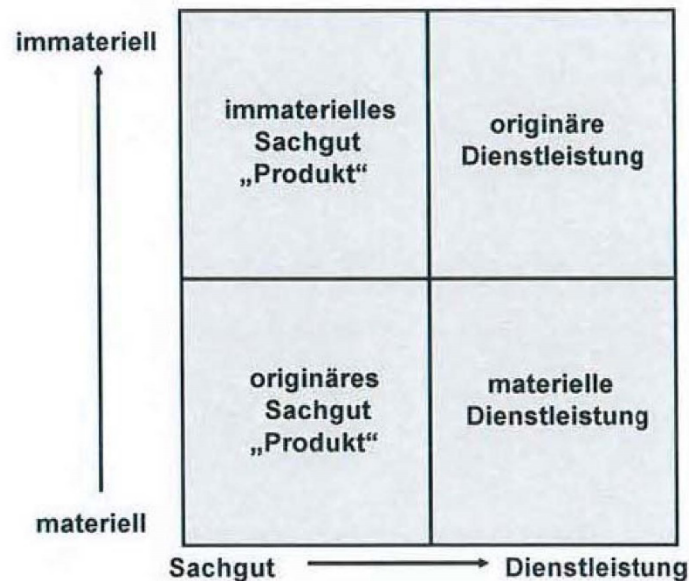 immateriell
immaterielles
Sachgut
„Produkt“
originäre
Dienstleistung
originäres
Sachgut
„Produkt“
materielle
Dienstleistung
materiell
Sachgut
Dienstleistung